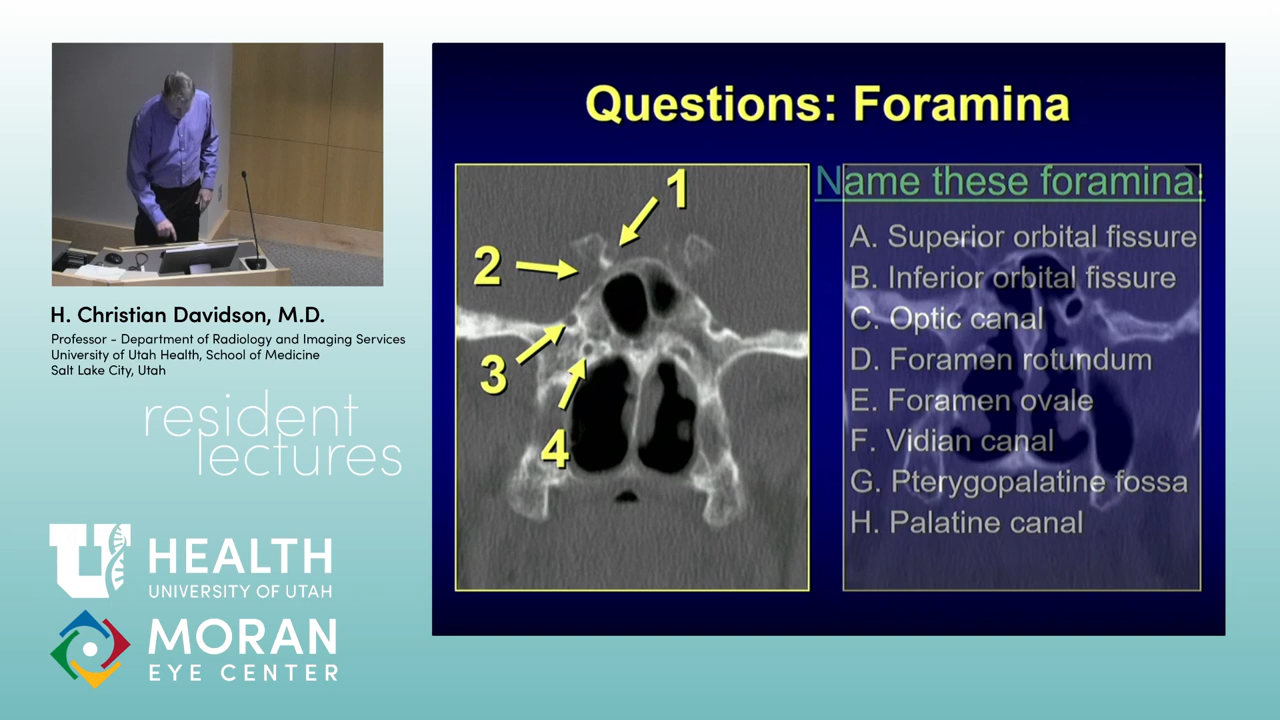 Questions: Foramina
1
2
3
4
Name these foramina:
A. Superior orbital fissure
B. Inferior orbital fissure
C. Optic canal
D. Foramen rotundum
E. Foramen ovale
F. Vidian canal
G. Pterygopalatine fossa
H. Palatine canal
H. Christian Davidson, M.D.
Professor - Department of Radiology and Imaging Services
University of Utah Health, School of Medicine
Salt Lake City, Utah
resident
lectures
U HEALTH
UNIVERSITY OF UTAH
MORAN
EYE CENTER